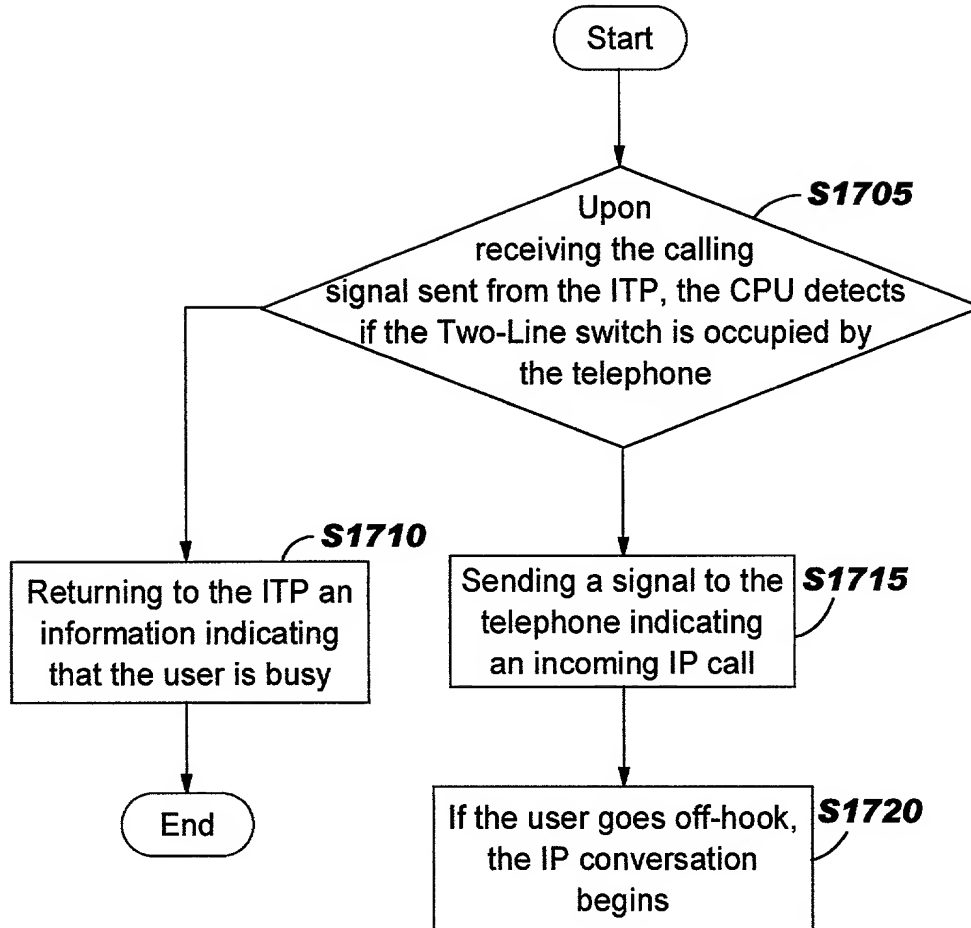 Start
S1705
Upon
receiving the calling
signal sent from the ITP, the CPU detects
if the Two-Line switch is occupied by
the telephone
S1710
Returning to the ITP an
information indicating
that the user is busy
End
S1715
Sending a signal to the
telephone indicating
an incoming IP call
S1720
If the user goes off-hook,
the IP conversation
begins